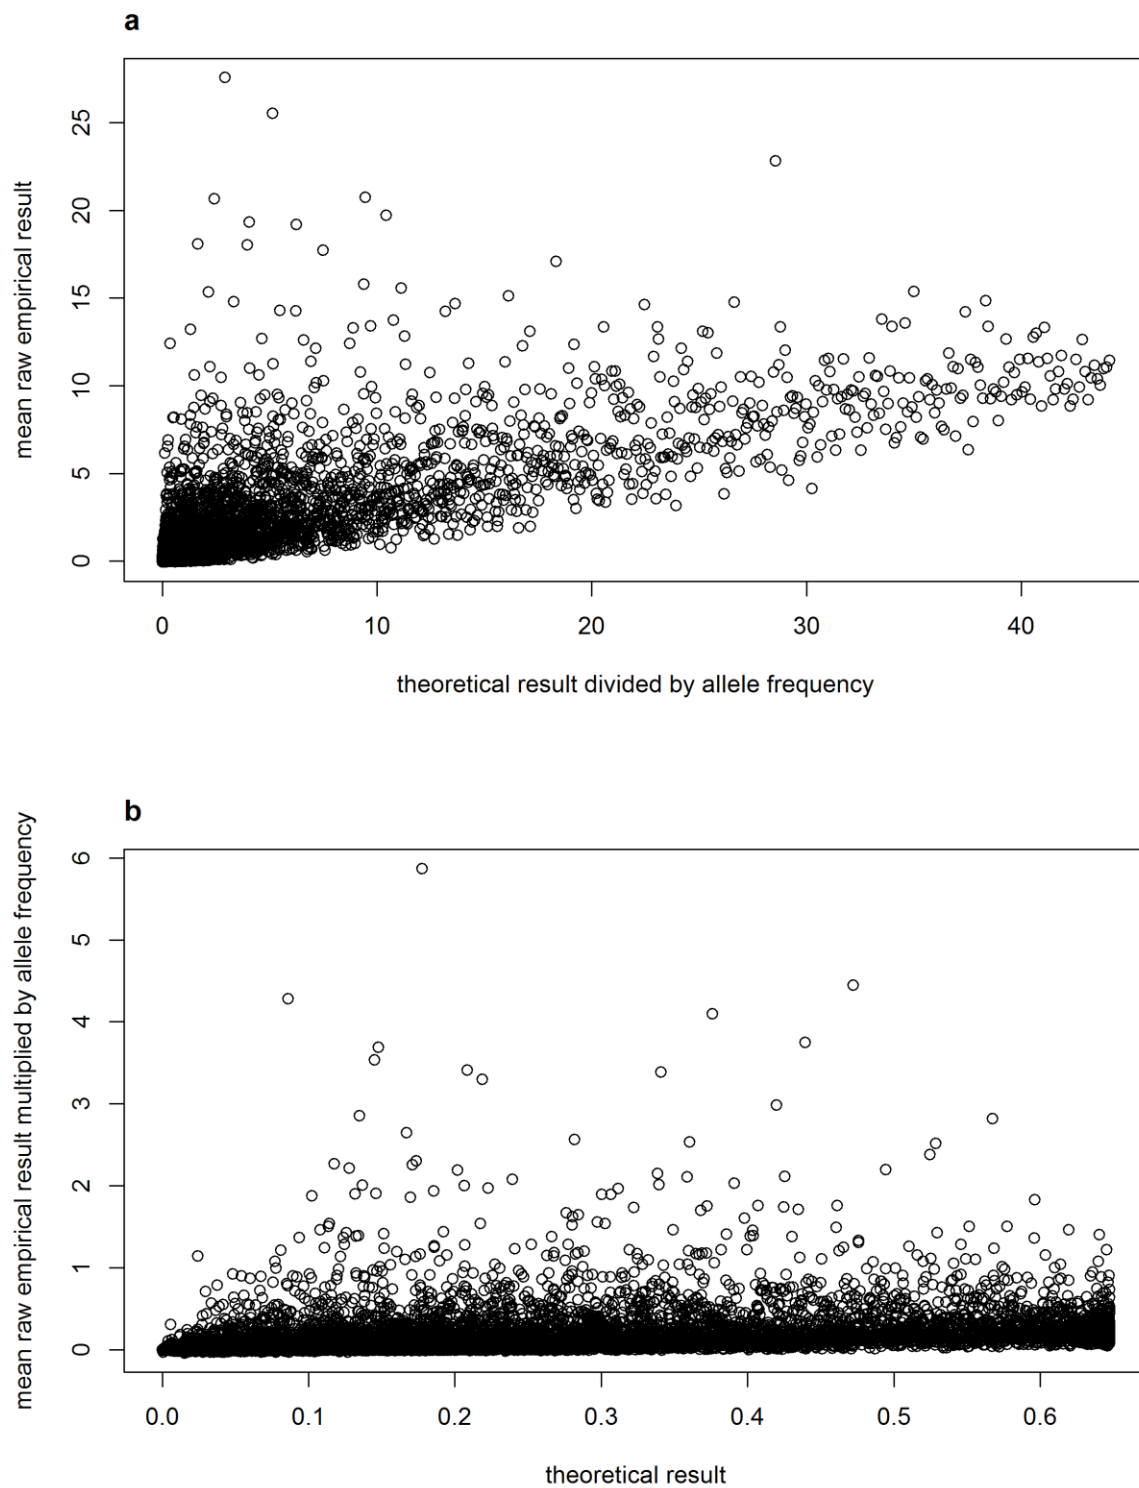 a
mean raw empirical result
25
20
15
10
5
0
0 10 20 30 40
theoretical result divided by allele frequency
b
mean raw empirical result multiplied by allele frequency
6
5
4
3
2
1
0
0.0 0.1 0.2 0.3 0.4 0.5 0.6
theoretical result